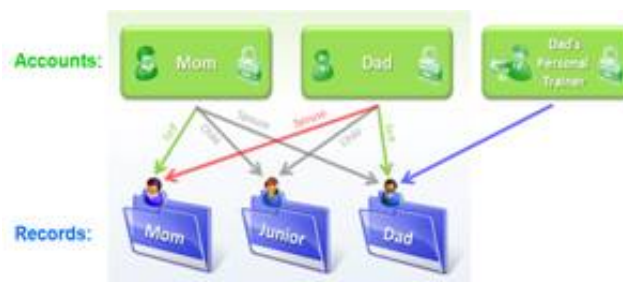 Accounts:
Mom
Dad
Dad's
Personal
Trainer
Self
Child
Spouse
Spouse
Child
Self
Records:
Mom
Junior
Dad